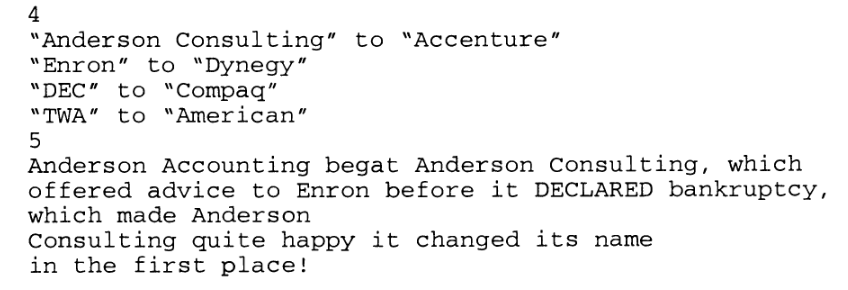 4
"Anderson Consulting" to "Accenture"
"Enron" to "Dynegy"
"DEC" to "Compaq"
"TWA" to "American"
5
Anderson Accounting begat Anderson Consulting, which
offered advice to Enron before it DECLARED bankruptcy,
which made Anderson
Consulting quite happy it changed its name
in the first place!